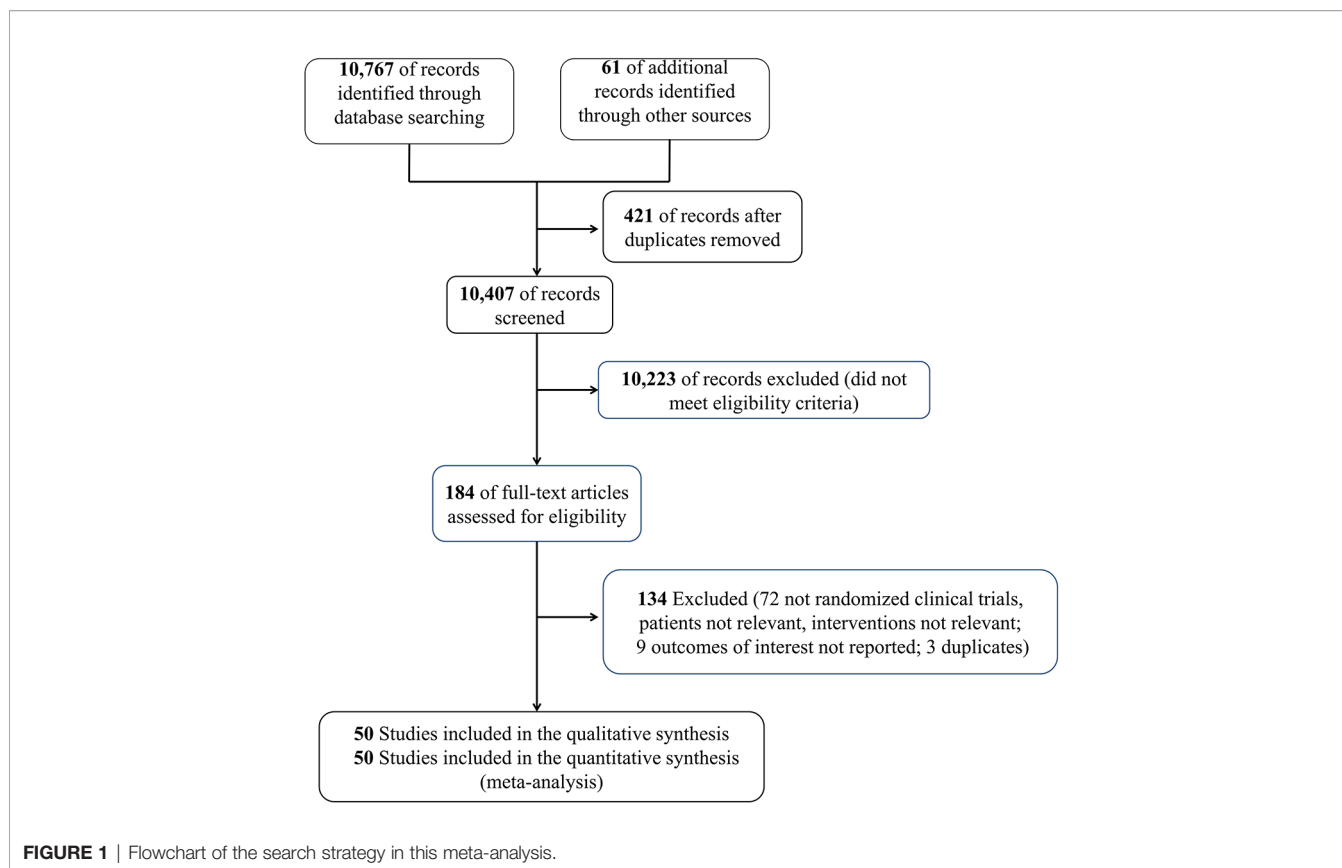 10,767 of records
identified through
database searching
61 of additional
records identified
through other sources
421 of records after
duplicates removed
10,407 of records
screened
10,223 of records excluded (did not
meet eligibility criteria)
184 of full-text articles
assessed for eligibility
134 Excluded (72 not randomized clinical trials,
patients not relevant, interventions not relevant;
9 outcomes of interest not reported; 3 duplicates)
50 Studies included in the qualitative synthesis
50 Studies included in the quantitative synthesis
(meta-analysis)
FIGURE 1 | Flowchart of the search strategy in this meta-analysis.